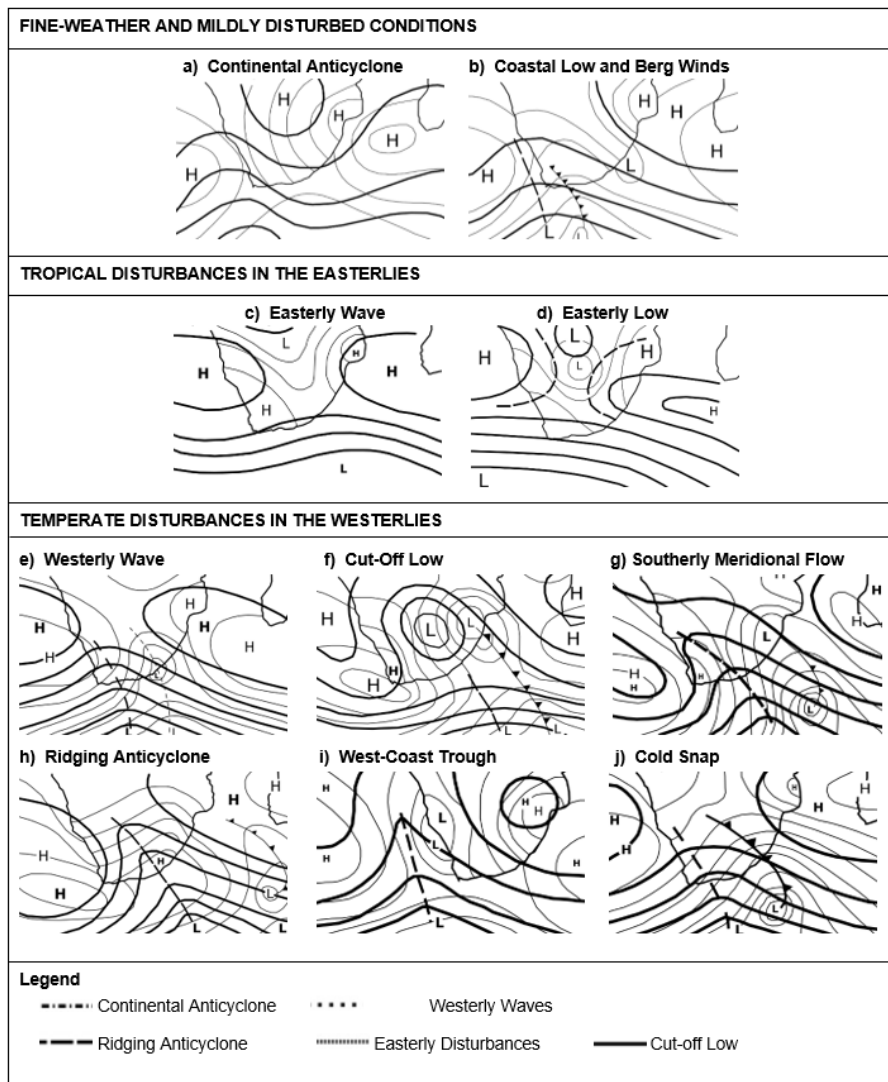 FINE-WEATHER AND MILDLY DISTURBED CONDITIONS
a) Continental Anticyclone
b) Coastal Low and Berg Winds
H
H
H
H
H
H
H
H
L
L
L
TROPICAL DISTURBANCES IN THE EASTERLIES
c) Easterly Wave
d) Easterly Low
L
H
H
H
H
L
L
H
H
L
H
L
TEMPERATE DISTURBANCES IN THE WESTERLIES
e) Westerly Wave
f) Cut-Off Low
g) Southerly Meridional Flow
H
H
H
H
H
L
L
L
H
L
L
H
H
H
L
L
H
H
L
H
H
H
L
L
h) Ridging Anticyclone
i) West-Coast Trough
j) Cold Snap
H
H
H
H
H
L
L
L
H
H
L
L
H
H
H
L
H
H
H
H
H
L
L
Legend
Continental Anticyclone
Westerly Waves
Ridging Anticyclone
Easterly Disturbances
Cut-off Low